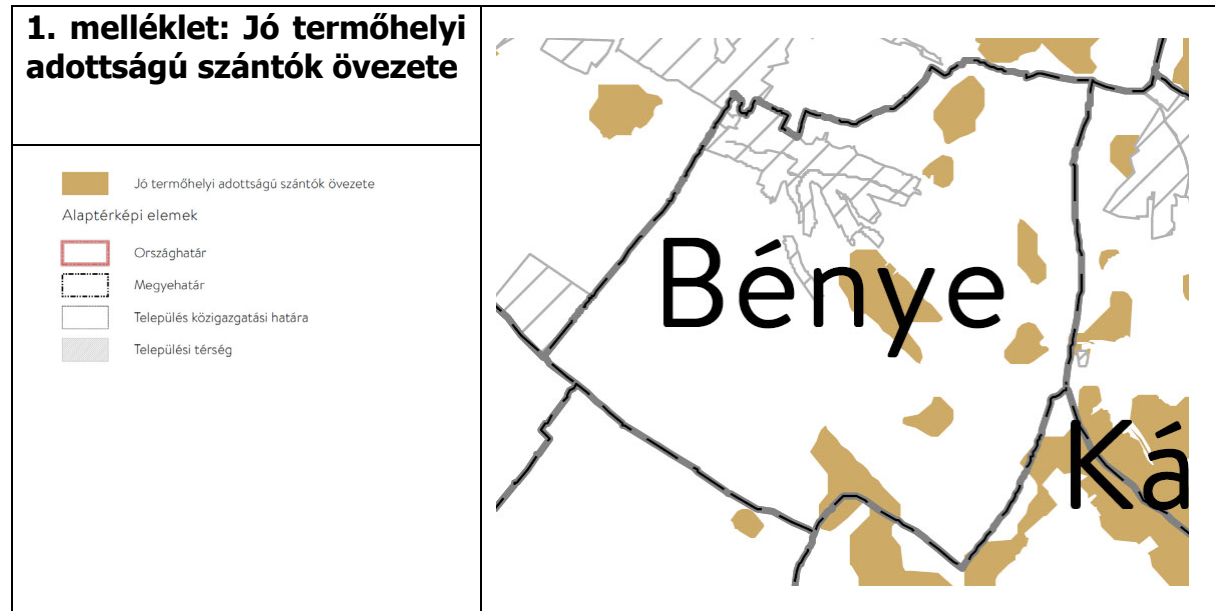 1. melléklet: Jó termőhelyi
adottságú szántók övezete
Jó termőhelyi adottságú szántók övezete
Alaptérképi elemek
Országhatár
Megyehatár
Település közigazgatási határa
Települési térség
Bénye
Ká